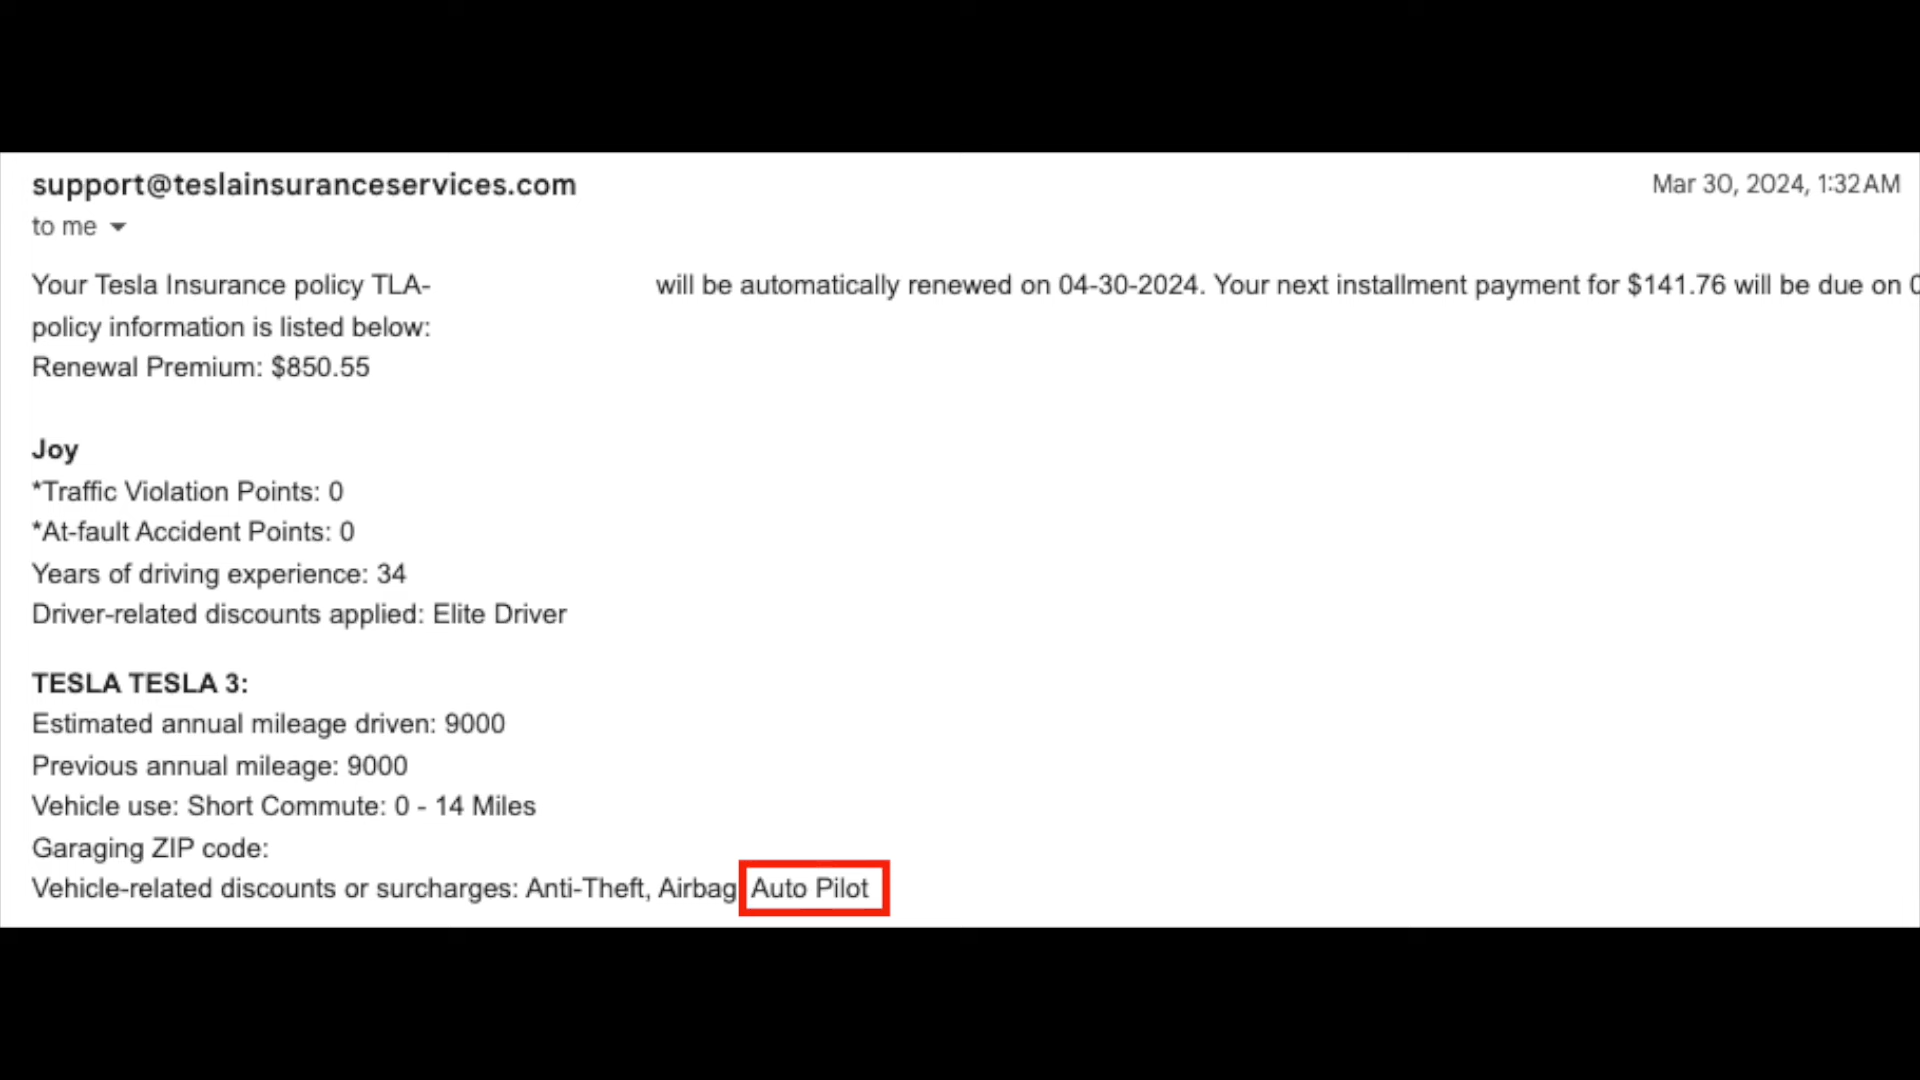 support@teslainsuranceservices.com
Mar 30, 2024, 1:32 AM
to me
Your Tesla Insurance policy TLA- will be automatically renewed on 04-30-2024. Your next installment payment for $141.76 will be due on
policy information is listed below:
Renewal Premium: $850.55
Joy
*Traffic Violation Points: 0
*At-fault Accident Points: 0
Years of driving experience: 34
Driver-related discounts applied: Elite Driver
TESLA TESLA 3:
Estimated annual mileage driven: 9000
Previous annual mileage: 9000
Vehicle use: Short Commute: 0 - 14 Miles
Garaging ZIP code:
Vehicle-related discounts or surcharges: Anti-Theft, Airbag Auto Pilot